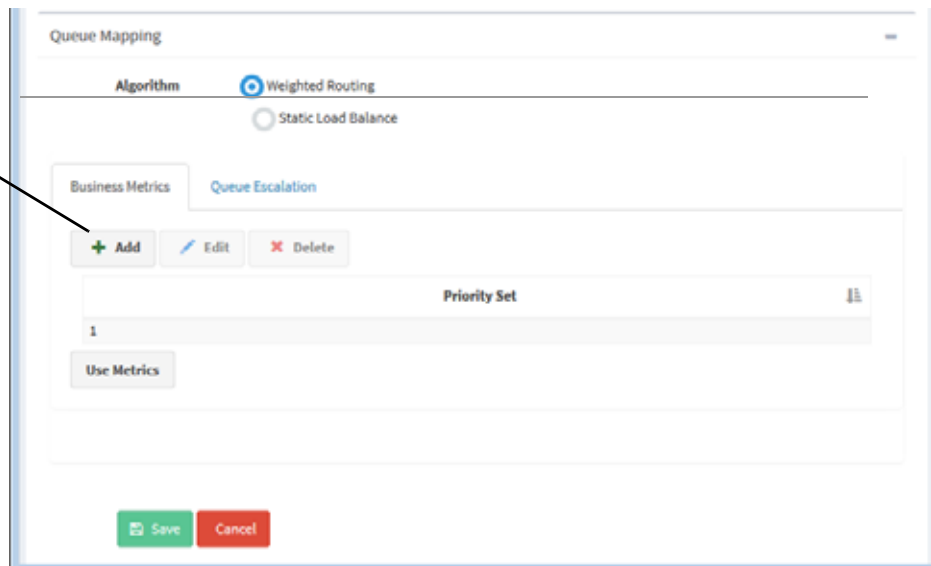 Queue Mapping
Algorithm Weighted Routing
Static Load Balance
Business Metrics Queue Escalation
Add Edit Delete
Priority Set
1
Use Metrics
Save Cancel